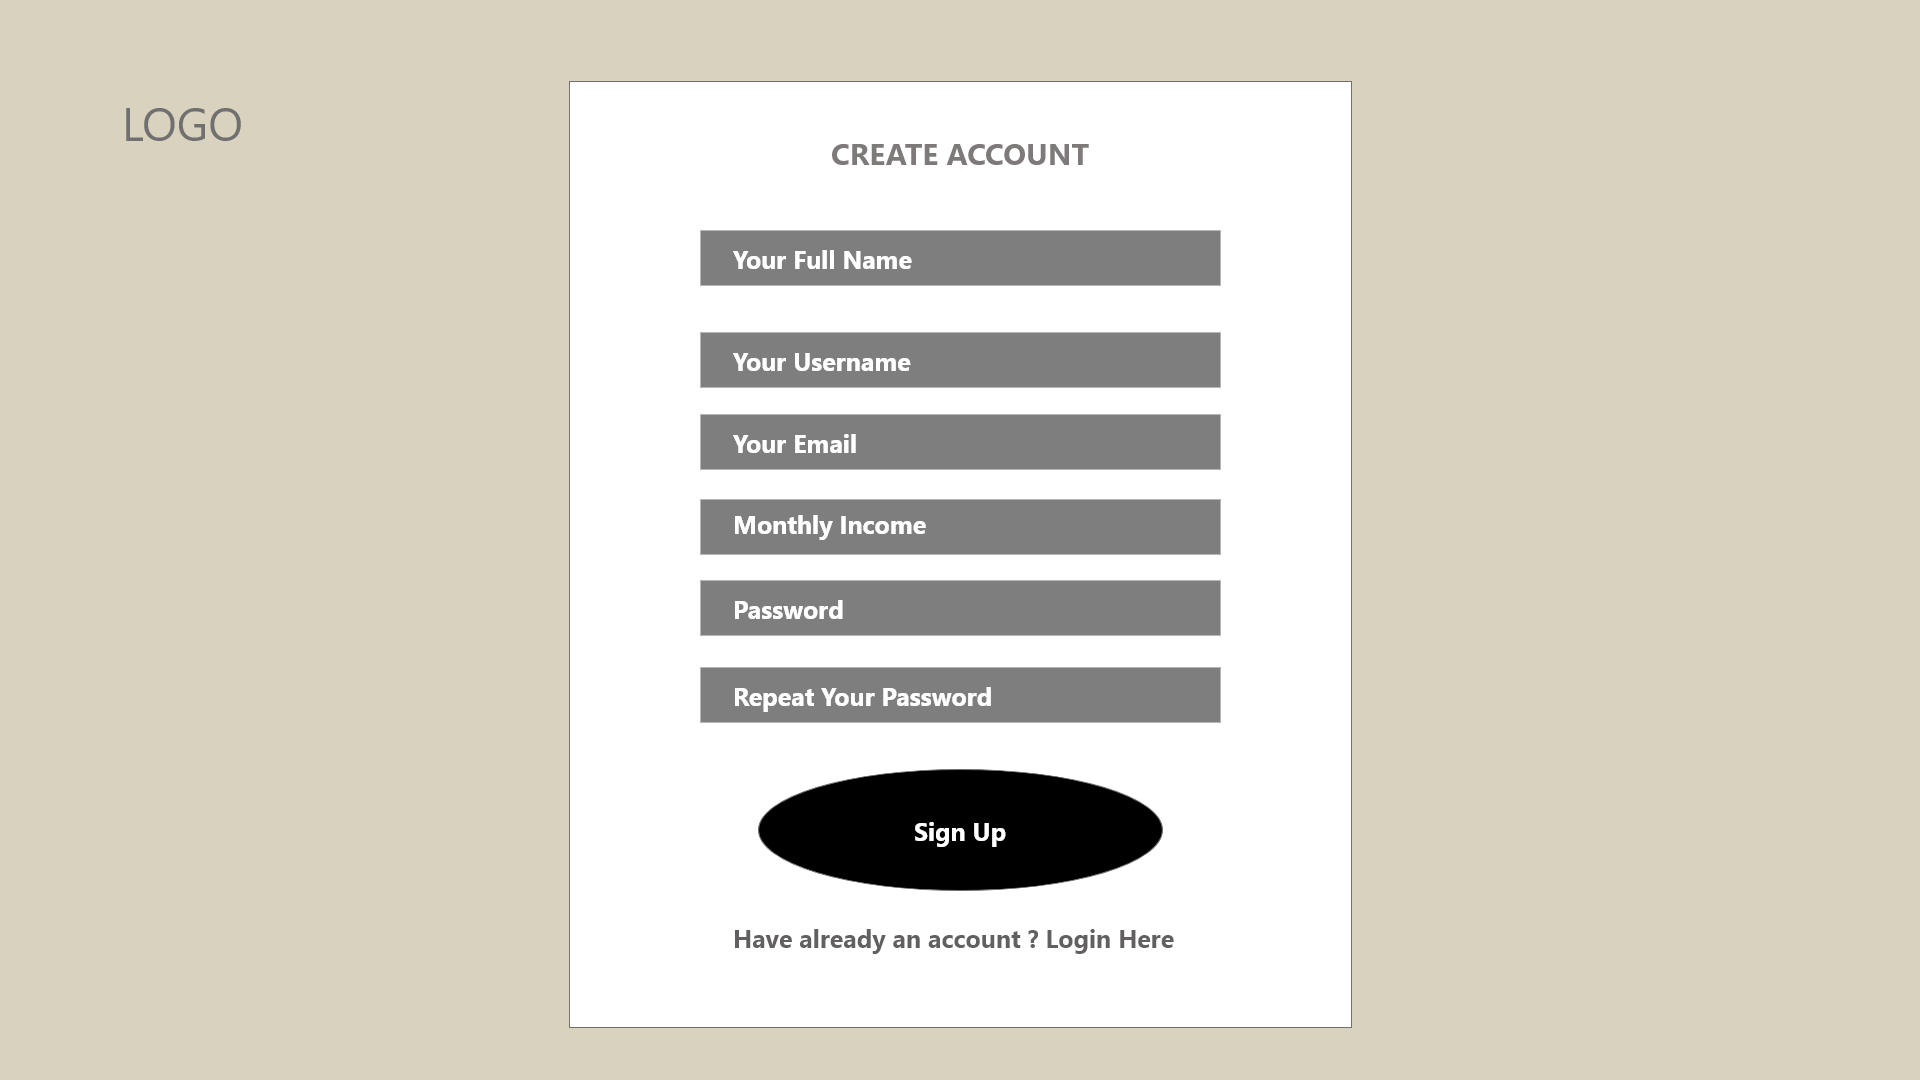 LOGO
CREATE ACCOUNT
Your Full Name
Your Username
Your Email
Monthly Income
Password
Repeat Your Password
Sign Up
Have already an account ? Login Here